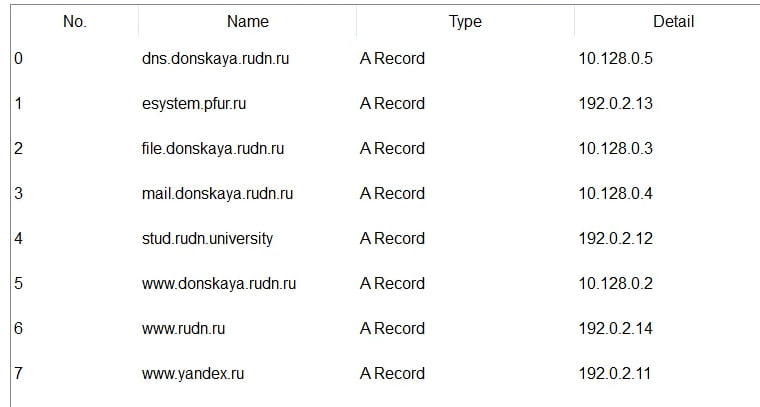 No. Name Type Detail
0 dns.donskaya.rudn.ru A Record 10.128.0.5
1 esystem.pfur.ru A Record 192.0.2.13
2 file.donskaya.rudn.ru A Record 10.128.0.3
3 mail.donskaya.rudn.ru A Record 10.128.0.4
4 stud.rudn.university A Record 192.0.2.12
5 www.donskaya.rudn.ru A Record 10.128.0.2
6 www.rudn.ru A Record 192.0.2.14
7 www.yandex.ru A Record 192.0.2.11